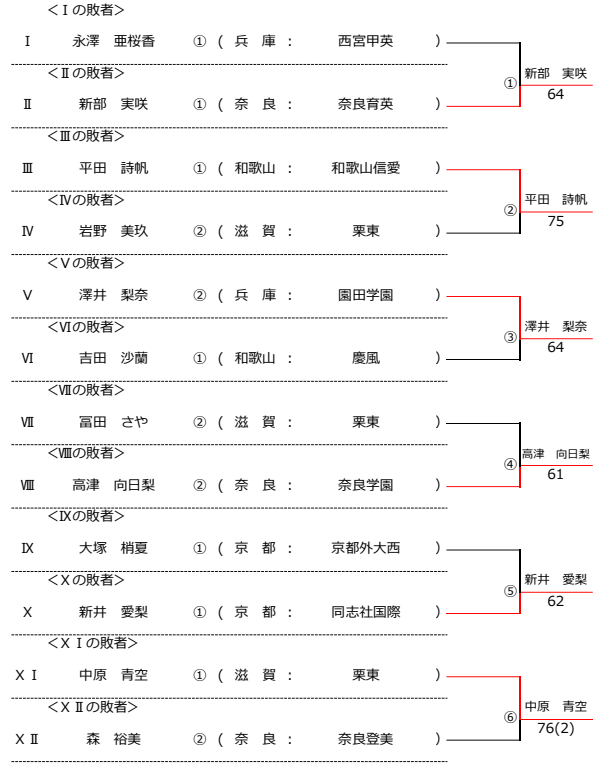 ＜Ⅰの敗者＞
Ⅰ 永澤　亜桜香 ① ( 兵　庫 ： 西宮甲英 )
＜Ⅱの敗者＞
① 新部　実咲
64
Ⅱ 新部　実咲 ① ( 奈　良 ： 奈良育英 )
＜Ⅲの敗者＞
Ⅲ 平田　詩帆 ① ( 和歌山 ： 和歌山信愛 )
＜Ⅳの敗者＞
② 平田　詩帆
75
Ⅳ 岩野　美玖 ② ( 滋　賀 ： 栗東 )
＜Ⅴの敗者＞
Ⅴ 澤井　梨奈 ② ( 兵　庫 ： 園田学園 )
＜Ⅵの敗者＞
③ 澤井　梨奈
64
Ⅵ 吉田　沙蘭 ① ( 和歌山 ： 慶風 )
＜Ⅶの敗者＞
Ⅶ 冨田　さや ② ( 滋　賀 ： 栗東 )
＜Ⅷの敗者＞
④ 高津　向日梨
61
Ⅷ 高津　向日梨 ② ( 奈　良 ： 奈良学園 )
＜Ⅸの敗者＞
Ⅸ 大塚　梢夏 ① ( 京　都 ： 京都外大西 )
＜Ⅹの敗者＞
⑤ 新井　愛梨
62
Ⅹ 新井　愛梨 ① ( 京　都 ： 同志社国際 )
＜ⅩⅠの敗者＞
ⅩⅠ 中原　青空 ① ( 滋　賀 ： 栗東 )
＜ⅩⅡの敗者＞
⑥ 中原　青空
76(2)
ⅩⅡ 森　裕美 ② ( 奈　良 ： 奈良登美 )